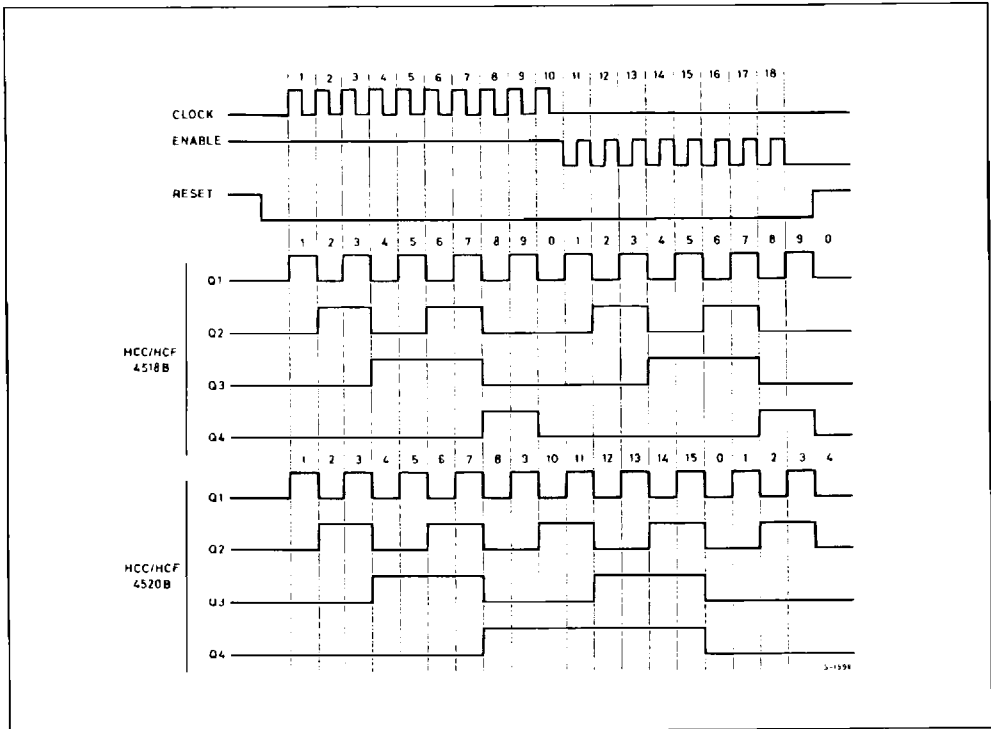 1 2 3 4 5 6 7 8 9 10 11 12 13 14 15 16 17 18
CLOCK
ENABLE
RESET
1 2 3 4 5 6 7 8 9 0 1 2 3 4 5 6 7 8 9 0
Q1
Q2
HCC/HCF
4518B
Q3
Q4
1 2 3 4 5 6 7 8 9 10 11 12 13 14 15 0 1 2 3 4
Q1
Q2
HCC/HCF
4520B
Q3
Q4